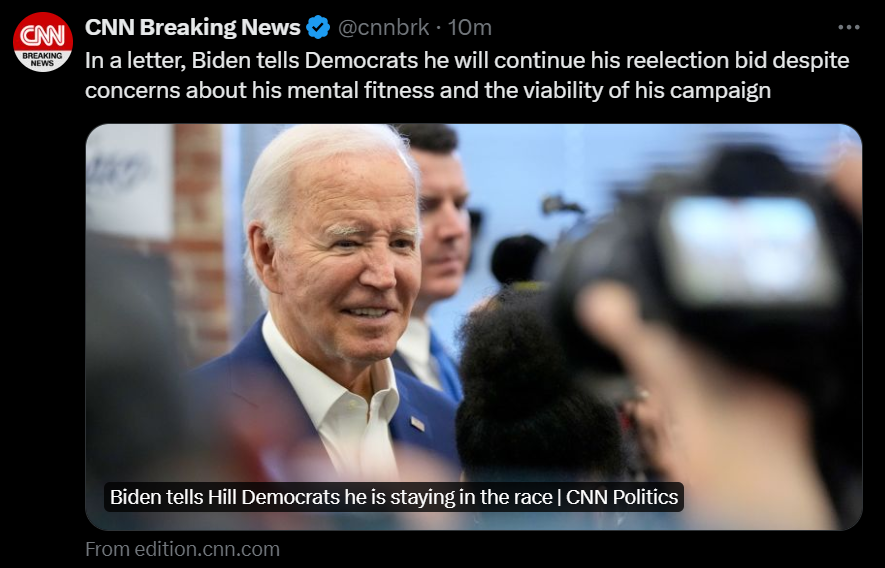 CNN
BREAKING
NEWS
CNN Breaking News @cnnbrk · 10m
In a letter, Biden tells Democrats he will continue his reelection bid despite
concerns about his mental fitness and the viability of his campaign
Biden tells Hill Democrats he is staying in the race | CNN Politics
From edition.cnn.com